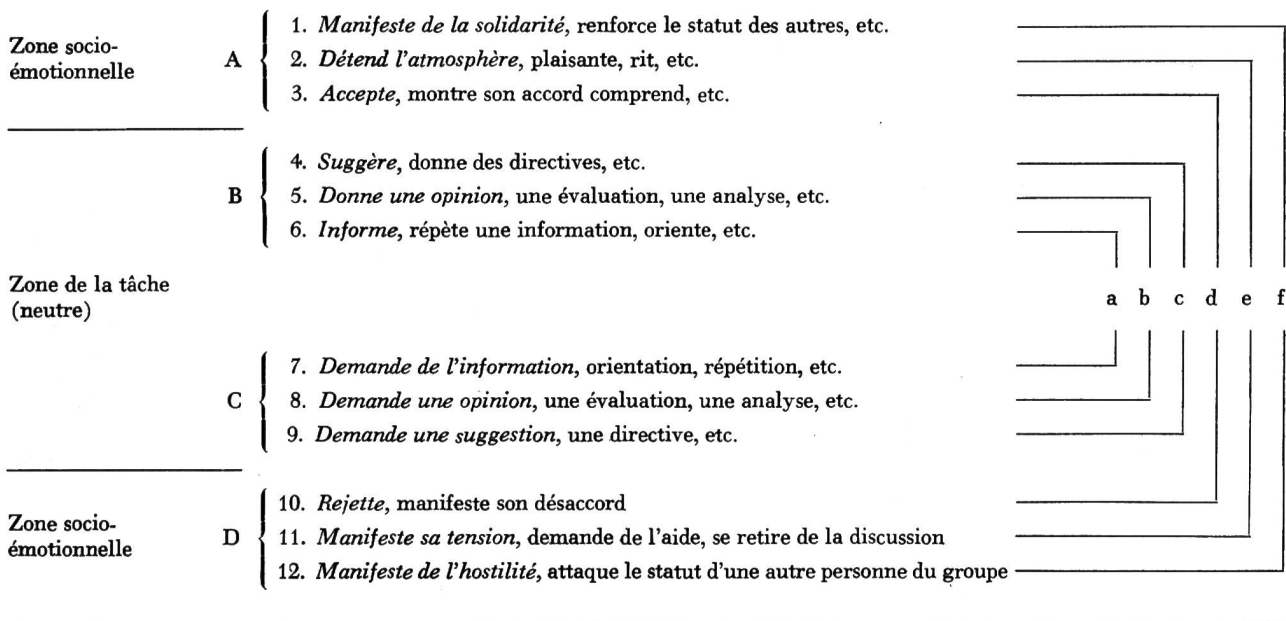 1. Manifeste de la solidarité, renforce le statut des autres, etc.
Zone socio-
émotionnelle
A
2. Détend l'atmosphère, plaisante, rit, etc.
3. Accepte, montre son accord comprend, etc.
4. Suggère, donne des directives, etc.
B
5. Donne une opinion, une évaluation, une analyse, etc.
6. Informe, répète une information, oriente, etc.
Zone de la tâche
(neutre)
a b c d e f
7. Demande de l'information, orientation, répétition, etc.
C
8. Demande une opinion, une évaluation, une analyse, etc.
9. Demande une suggestion, une directive, etc.
10. Rejette, manifeste son désaccord
Zone socio-
émotionnelle
D
11. Manifeste sa tension, demande de l'aide, se retire de la discussion
12. Manifeste de l'hostilité, attaque le statut d'une autre personne du groupe